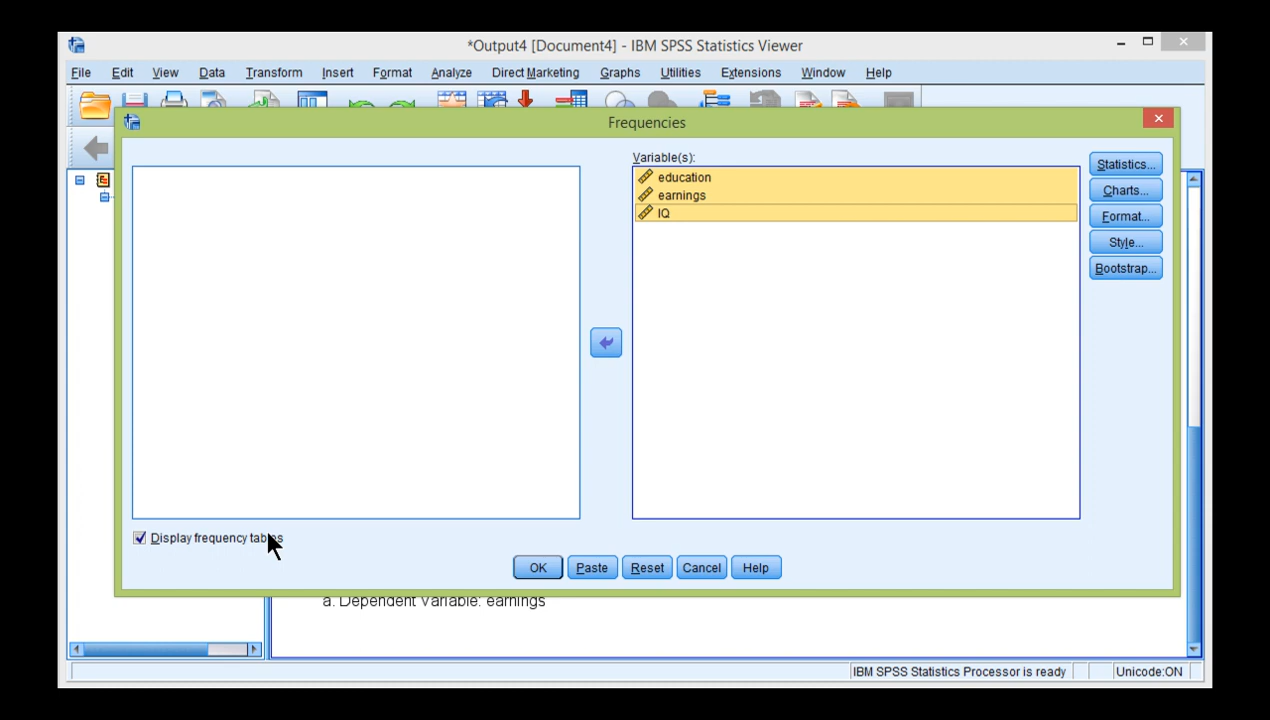 *Output4 [Document4] - IBM SPSS Statistics Viewer
File Edit View Data Transform Insert Format Analyze Direct Marketing Graphs Utilities Extensions Window Help
Frequencies
Variable(s):
education
earnings
IQ
Statistics...
Charts...
Format...
Style...
Bootstrap...
Display frequency tables
OK Paste Reset Cancel Help
a. Dependent Variable: earnings
IBM SPSS Statistics Processor is ready Unicode:ON